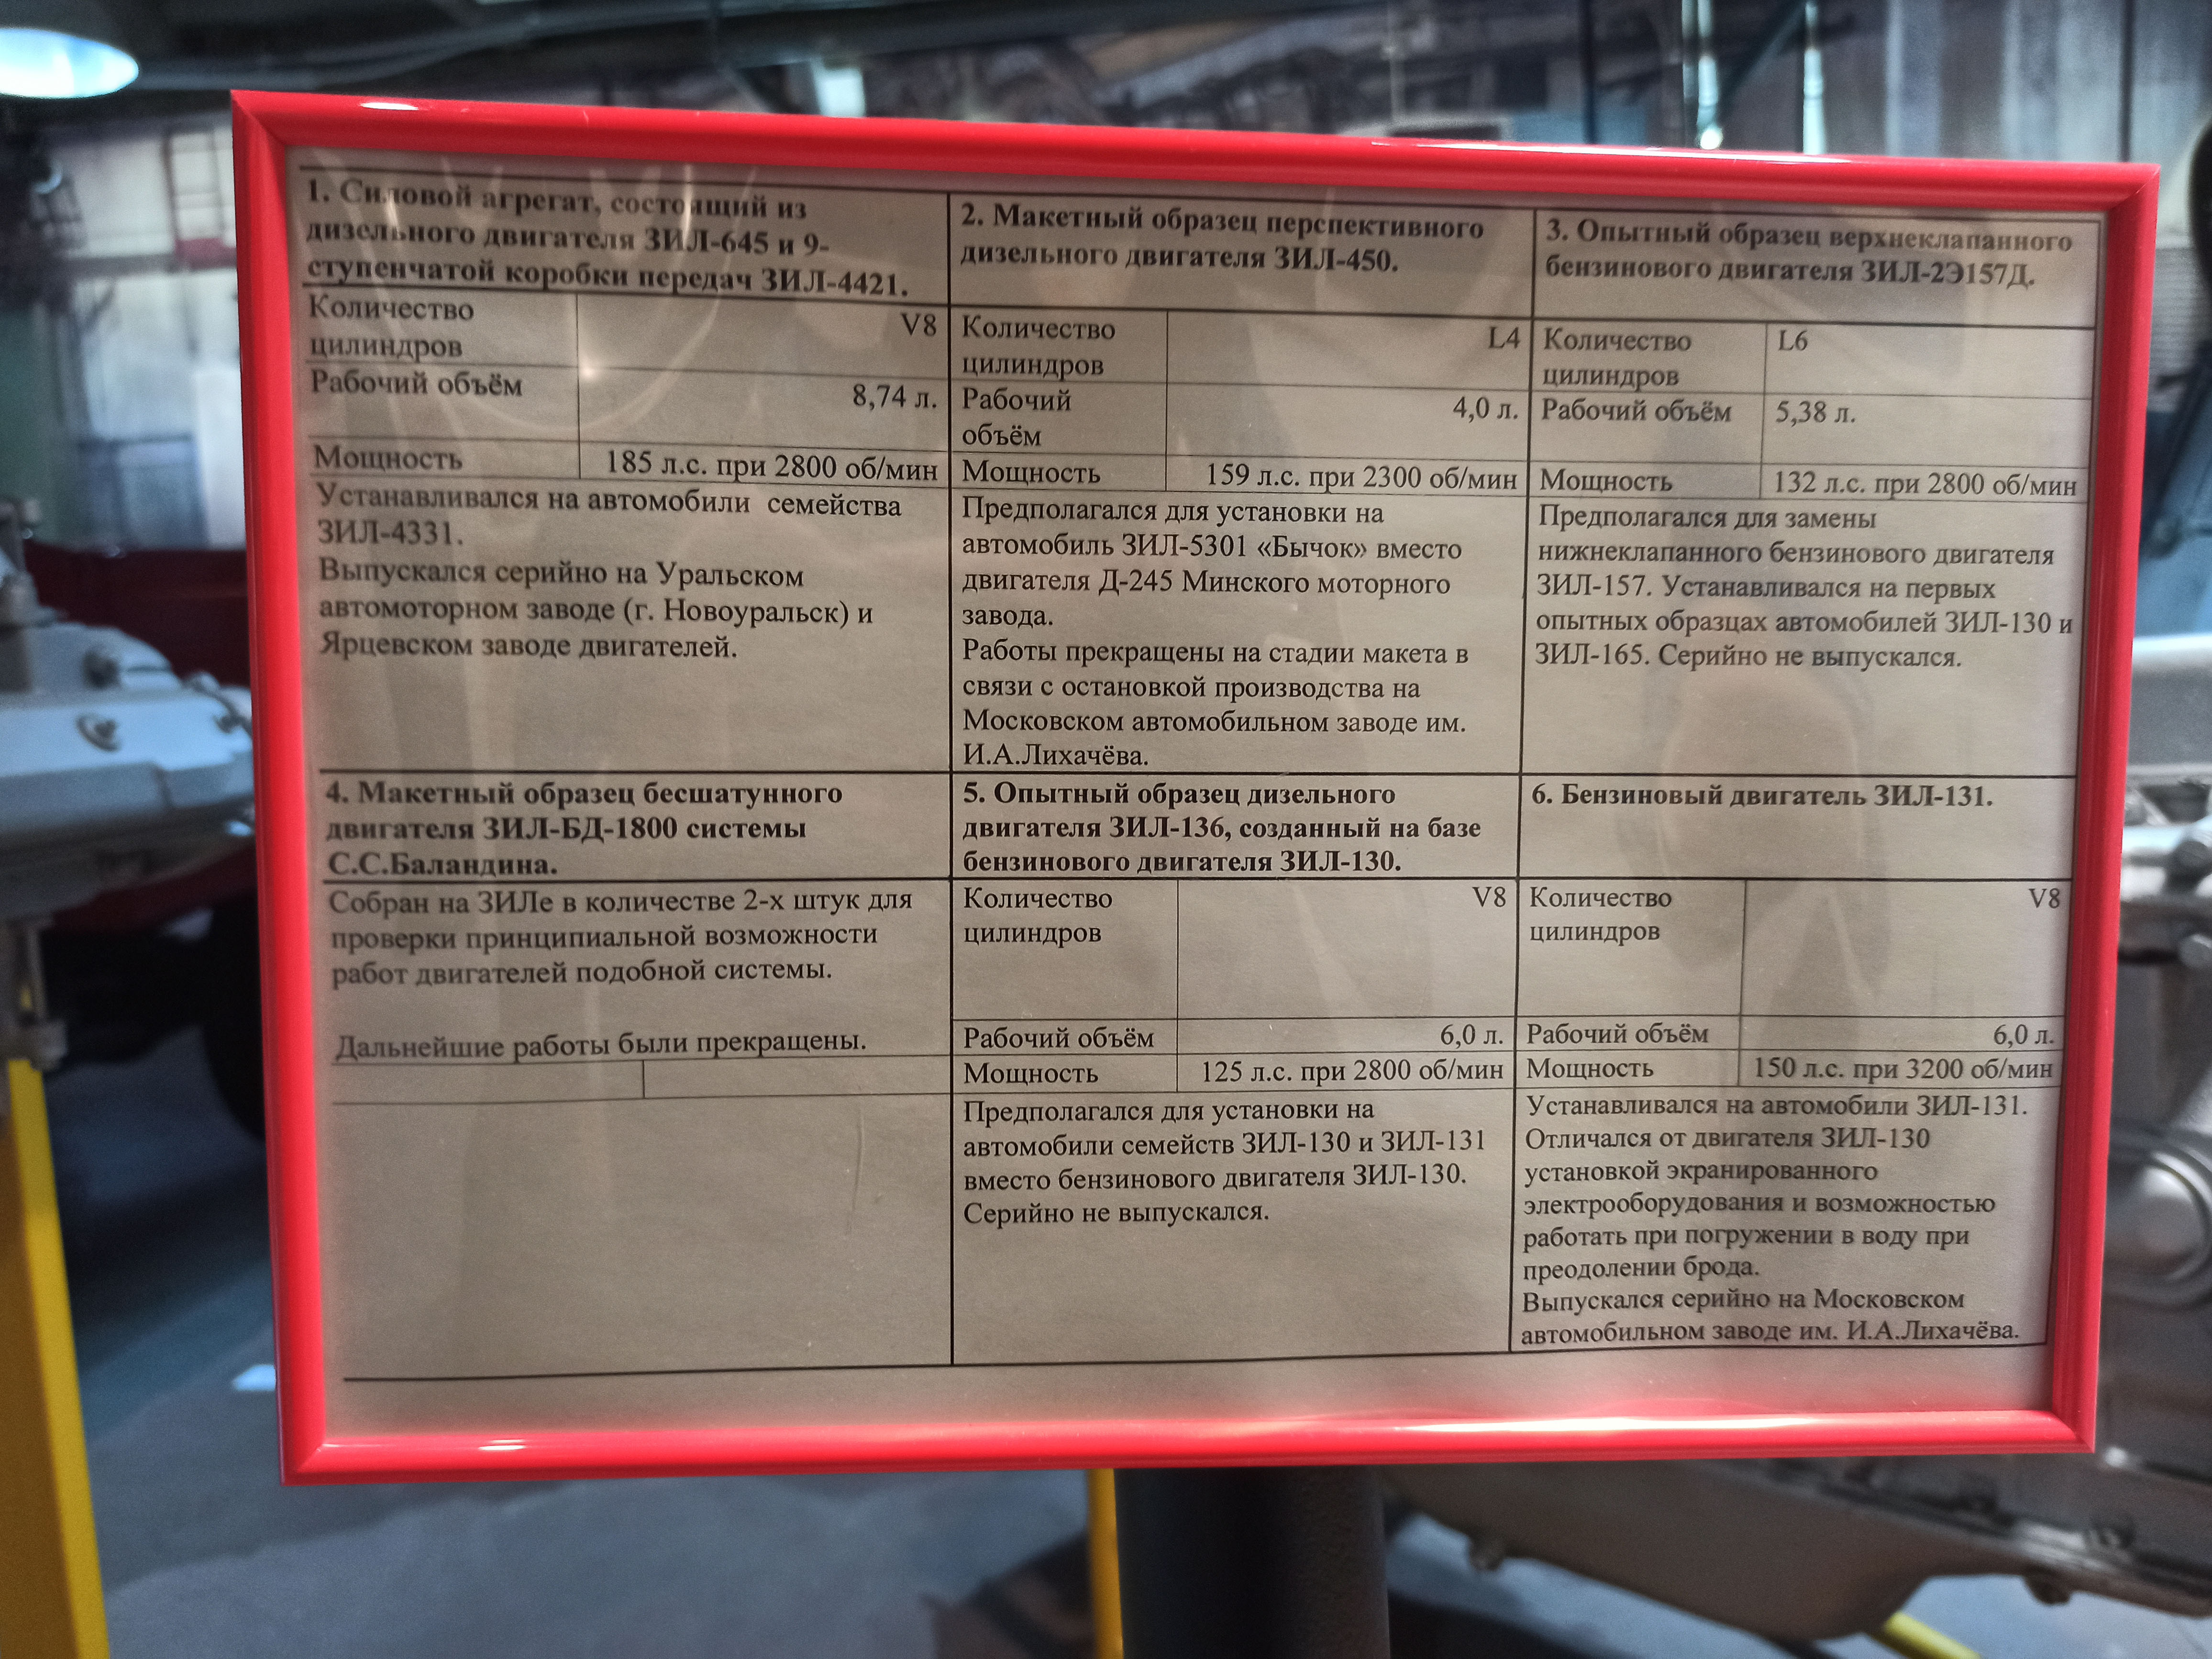 1. Силовой агрегат, состоящий из
дизельного двигателя ЗИЛ-645 и 9-
ступенчатой коробки передач ЗИЛ-4421.
Количество
цилиндров
V8
Рабочий объём
8,74 л.
Мощность
185 л.с. при 2800 об/мин
Устанавливался на автомобили семейства
ЗИЛ-4331.
Выпускался серийно на Уральском
автомоторном заводе (г. Новоуральск) и
Ярцевском заводе двигателей.
2. Макетный образец перспективного
дизельного двигателя ЗИЛ-450.
Количество
цилиндров
L4
Рабочий
объём
4,0 л.
Мощность
159 л.с. при 2300 об/мин
Предполагался для установки на
автомобиль ЗИЛ-5301 «Бычок» вместо
двигателя Д-245 Минского моторного
завода.
Работы прекращены на стадии макета в
связи с остановкой производства на
Московском автомобильном заводе им.
И.А.Лихачёва.
3. Опытный образец верхнеклапанного
бензинового двигателя ЗИЛ-2Э157Д.
Количество
цилиндров
L6
Рабочий объём
5,38 л.
Мощность
132 л.с. при 2800 об/мин
Предполагался для замены
нижнеклапанного бензинового двигателя
ЗИЛ-157. Устанавливался на первых
опытных образцах автомобилей ЗИЛ-130 и
ЗИЛ-165. Серийно не выпускался.
4. Макетный образец бесшатунного
двигателя ЗИЛ-БД-1800 системы
С.С.Баландина.
Собран на ЗИЛе в количестве 2-х штук для
проверки принципиальной возможности
работ двигателей подобной системы.
Дальнейшие работы были прекращены.
5. Опытный образец дизельного
двигателя ЗИЛ-136, созданный на базе
бензинового двигателя ЗИЛ-130.
Количество
цилиндров
V8
Рабочий объём
6,0 л.
Мощность
125 л.с. при 2800 об/мин
Предполагался для установки на
автомобили семейств ЗИЛ-130 и ЗИЛ-131
вместо бензинового двигателя ЗИЛ-130.
Серийно не выпускался.
6. Бензиновый двигатель ЗИЛ-131.
Количество
цилиндров
V8
Рабочий объём
6,0 л.
Мощность
150 л.с. при 3200 об/мин
Устанавливался на автомобили ЗИЛ-131.
Отличался от двигателя ЗИЛ-130
установкой экранированного
электрооборудования и возможностью
работать при погружении в воду при
преодолении брода.
Выпускался серийно на Московском
автомобильном заводе им. И.А.Лихачёва.